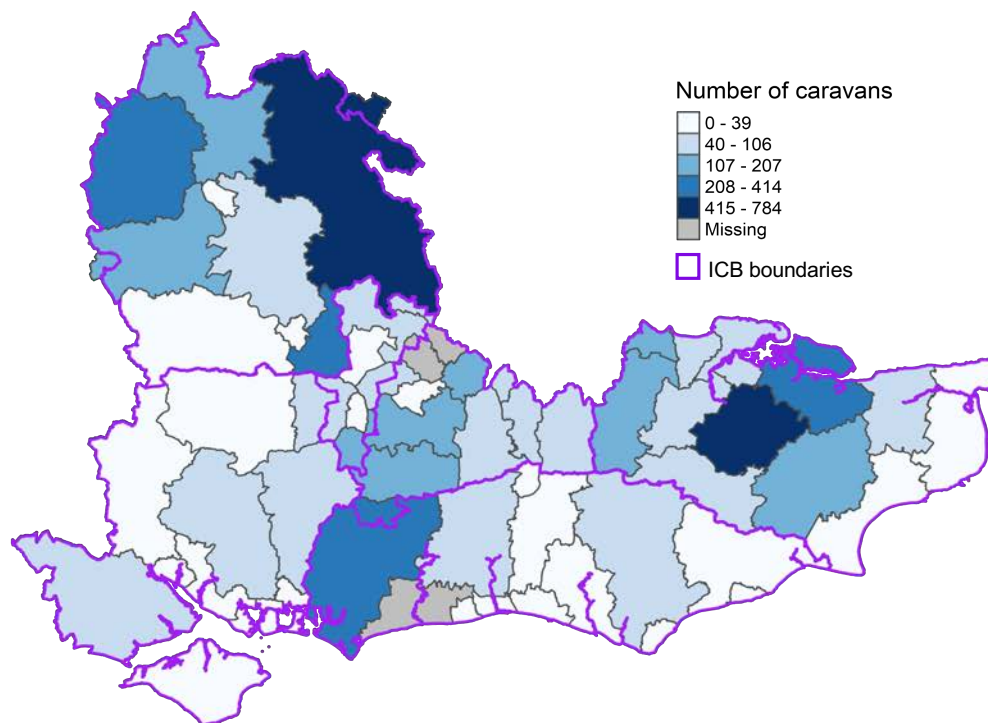 Number of caravans
0 - 39
40 - 106
107 - 207
208 - 414
415 - 784
Missing
ICB boundaries